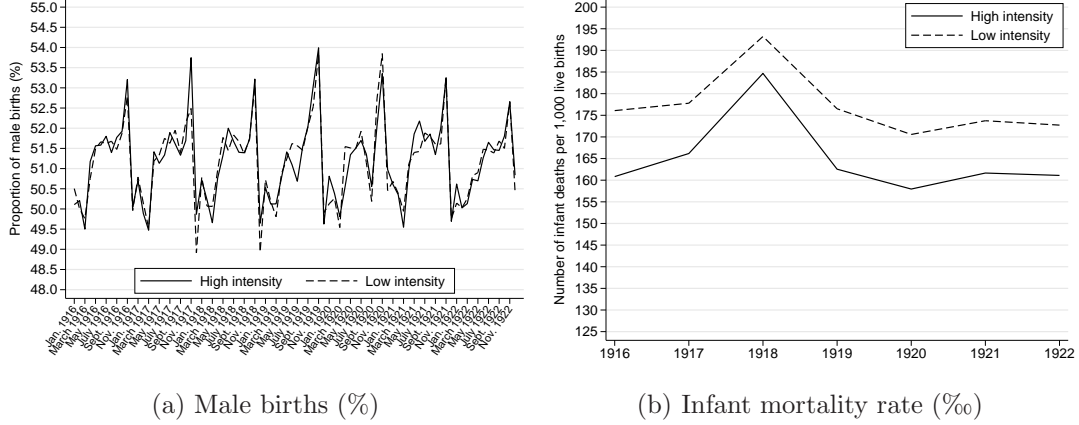 55.0
54.5
54.0
53.5
53.0
52.5
52.0
51.5
51.0
50.5
50.0
49.5
49.0
48.5
48.0
Proportion of male births (%)
High intensity
Low intensity
Jan. 1916
March 1916
May 1916
July 1916
Sept. 1916
Nov. 1916
Jan. 1917
March 1917
May 1917
July 1917
Sept. 1917
Nov. 1917
Jan. 1918
March 1918
May 1918
July 1918
Sept. 1918
Nov. 1918
Jan. 1919
March 1919
May 1919
July 1919
Sept. 1919
Nov. 1919
Jan. 1920
March 1920
May 1920
July 1920
Sept. 1920
Nov. 1920
Jan. 1921
March 1921
May 1921
July 1921
Sept. 1921
Nov. 1921
Jan. 1922
March 1922
May 1922
July 1922
Sept. 1922
Nov. 1922
(a) Male births (%)
200
195
190
185
180
175
170
165
160
155
150
145
140
135
130
125
Number of infant deaths per 1,000 live births
High intensity
Low intensity
1916
1917
1918
1919
1920
1921
1922
(b) Infant mortality rate (‰)